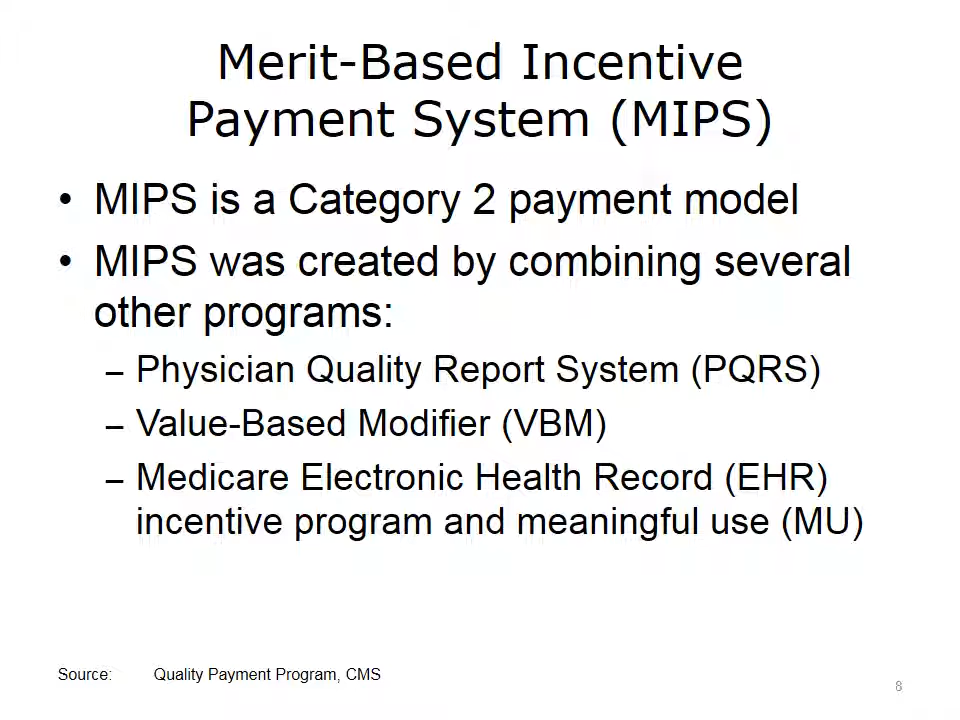 Merit-Based Incentive
Payment System (MIPS)
• MIPS is a Category 2 payment model
• MIPS was created by combining several
other programs:
– Physician Quality Report System (PQRS)
– Value-Based Modifier (VBM)
– Medicare Electronic Health Record (EHR)
incentive program and meaningful use (MU)
Source: Quality Payment Program, CMS
8